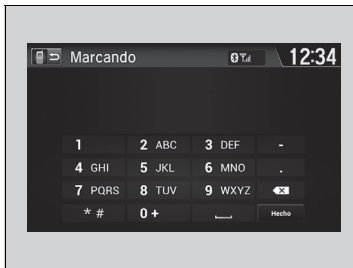 Marcando 12:34
1 2 ABC 3 DEF -
4 GHI 5 JKL 6 MNO .
7 PQRS 8 TUV 9 WXYZ
* # 0 + Hecho